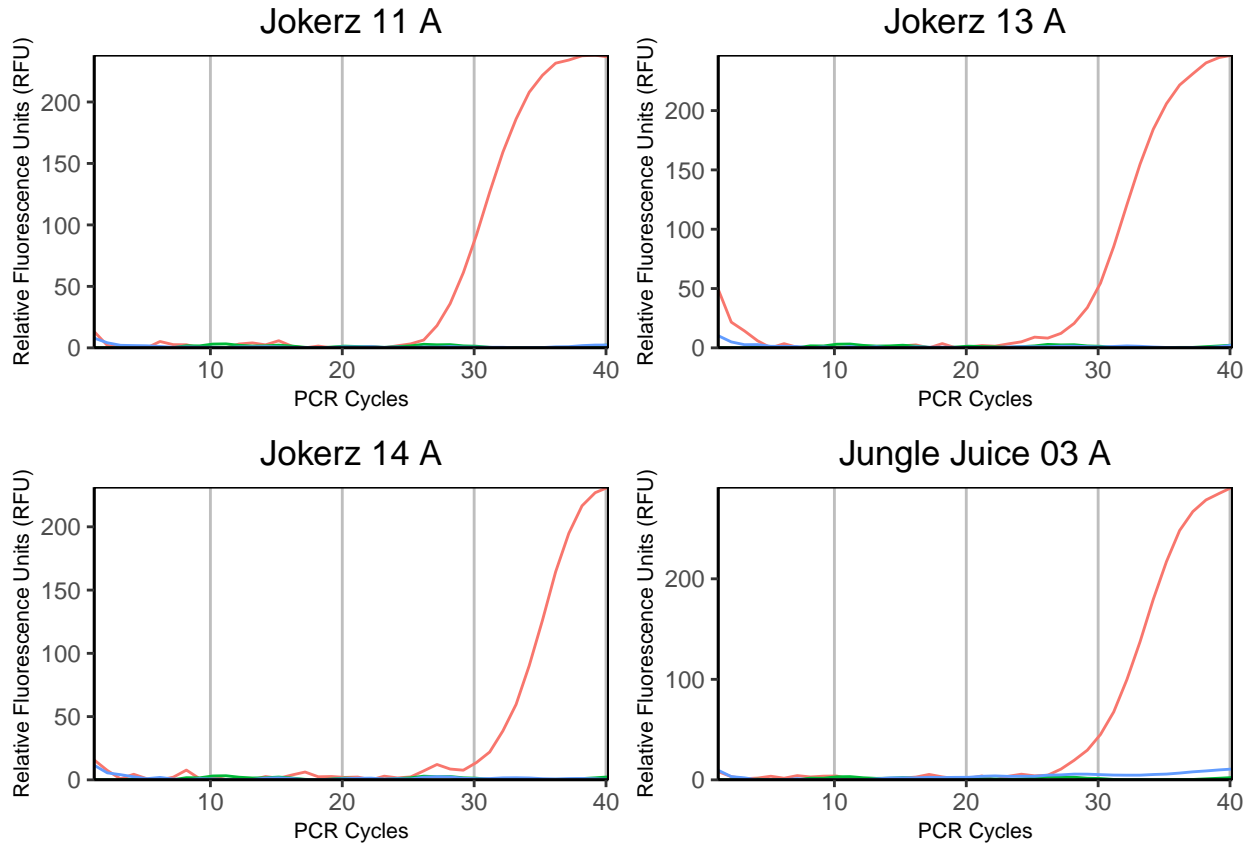 Jokerz 11 A
Relative Fluorescence Units (RFU)
200
150
100
50
0
10 20 30 40
PCR Cycles
Jokerz 13 A
Relative Fluorescence Units (RFU)
200
150
100
50
0
10 20 30 40
PCR Cycles
Jokerz 14 A
Relative Fluorescence Units (RFU)
200
150
100
50
0
10 20 30 40
PCR Cycles
Jungle Juice 03 A
Relative Fluorescence Units (RFU)
200
100
0
10 20 30 40
PCR Cycles